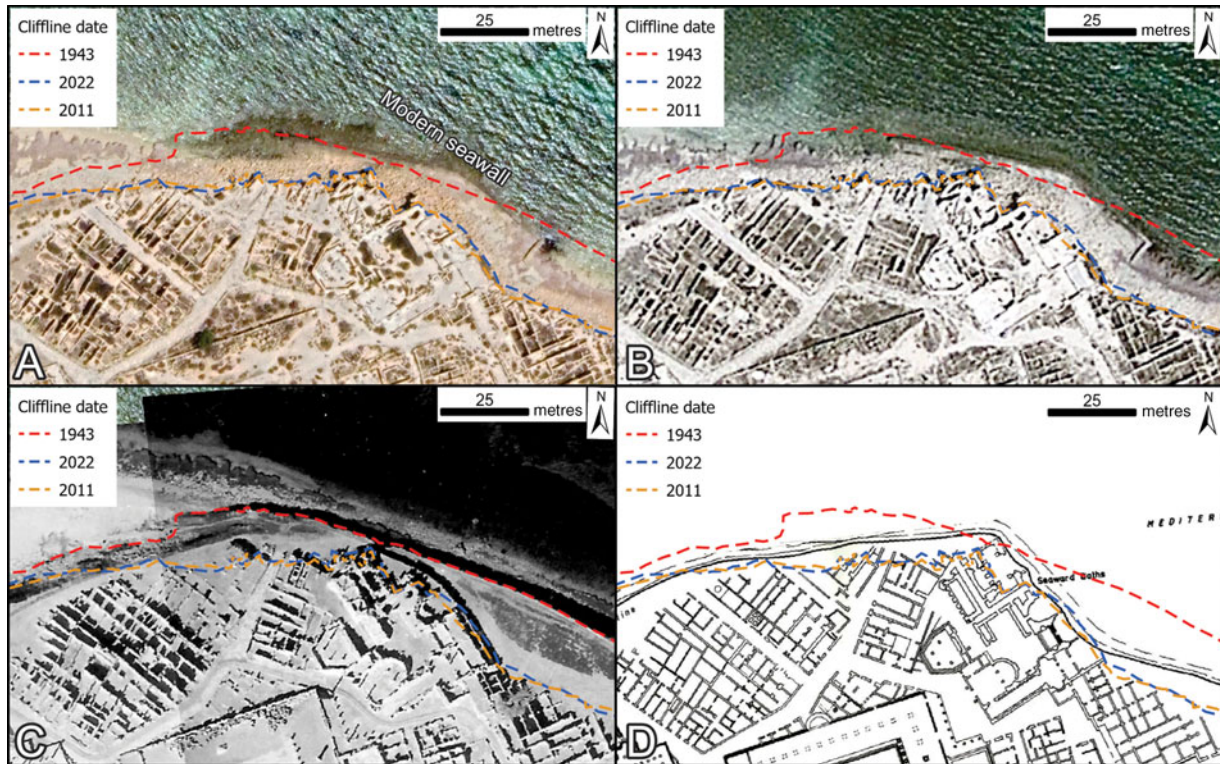 Cliffline date
1943
2022
2011
25
metres
N
Modern seawall
A
Cliffline date
1943
2022
2011
25
metres
N
B
Cliffline date
1943
2022
2011
25
metres
N
C
Cliffline date
1943
2022
2011
25
metres
N
MÉDITER
Seaward Baths
D